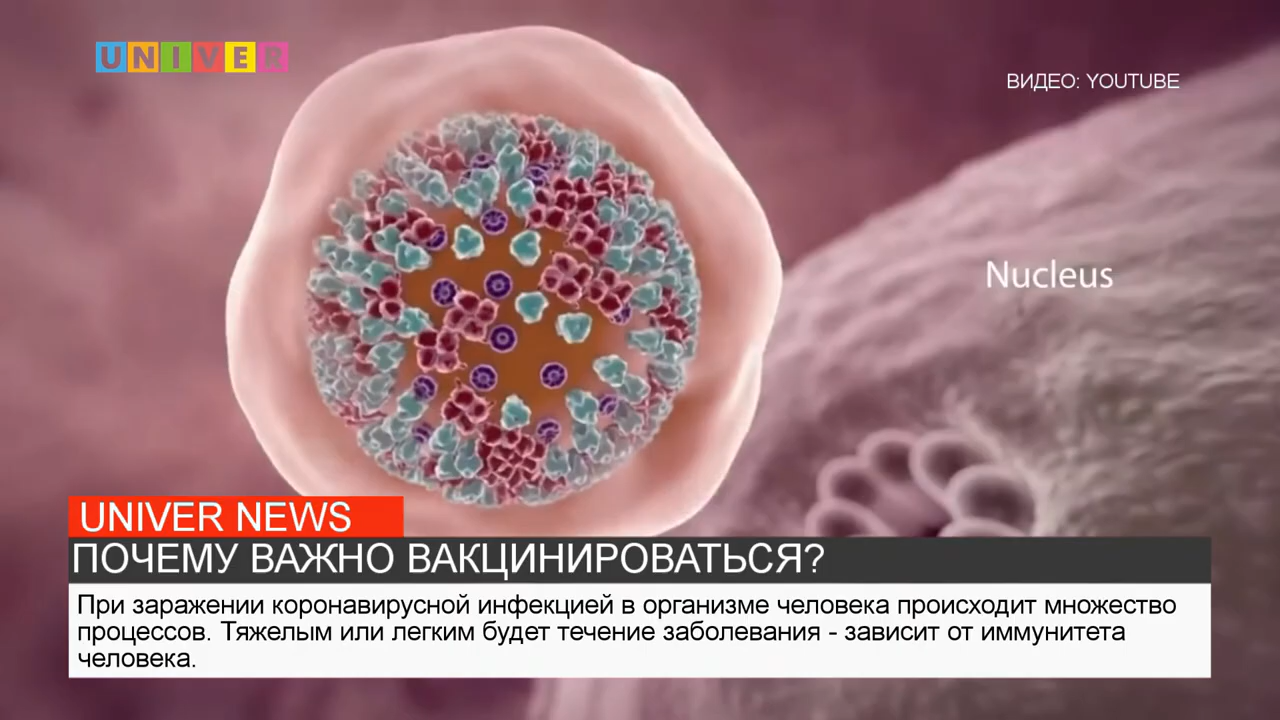 UNIVER
ВИДЕО: YOUTUBE
Nucleus
UNIVER NEWS
ПОЧЕМУ ВАЖНО ВАКЦИНИРОВАТЬСЯ?
При заражении коронавирусной инфекцией в организме человека происходит множество
процессов. Тяжелым или легким будет течение заболевания - зависит от иммунитета
человека.